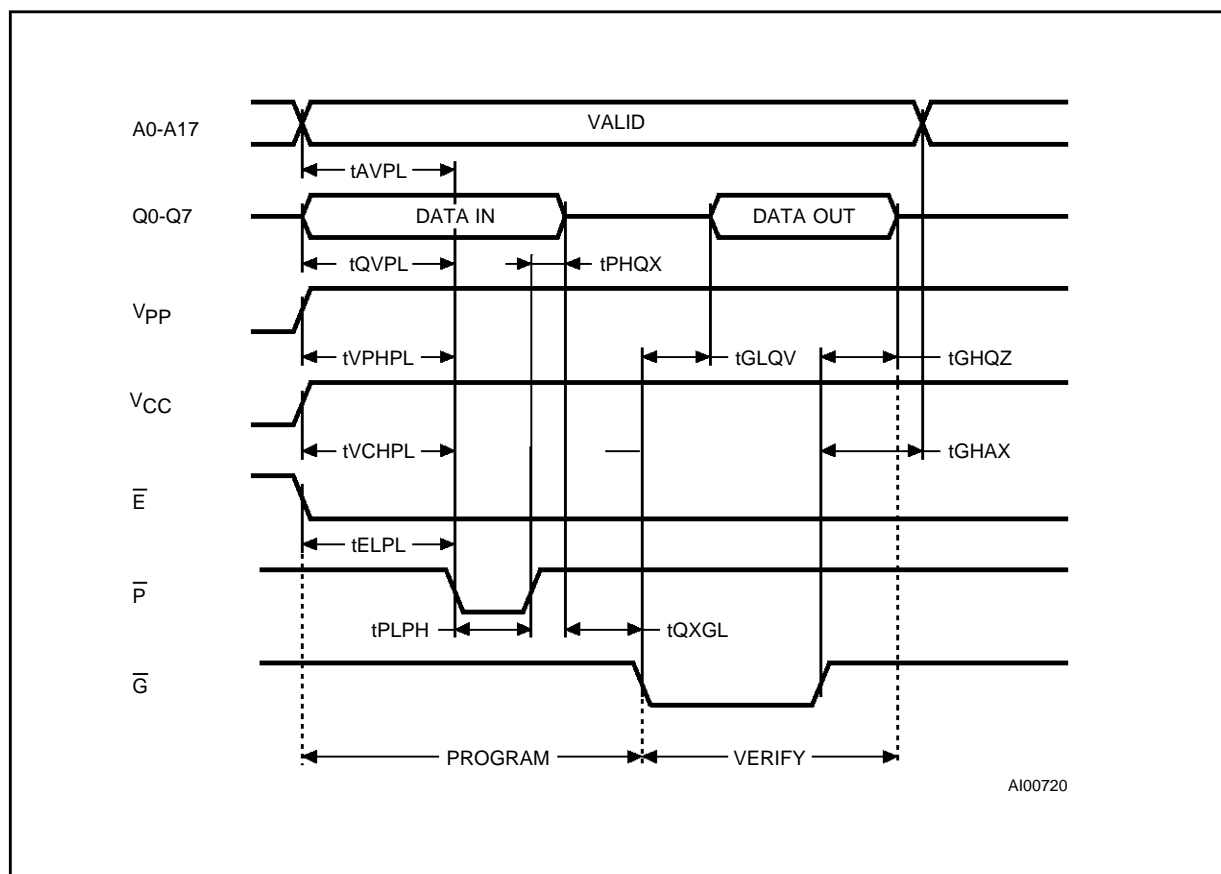 A0-A17
VALID
tAVPL
Q0-Q7
DATA IN
DATA OUT
tQVPL
tPHQX
VPP
tVPHPL
tGLQV
tGHQZ
VCC
tVCHPL
tGHAX
E
tELPL
P
tPLPH
tQXGL
G
PROGRAM
VERIFY
AI00720